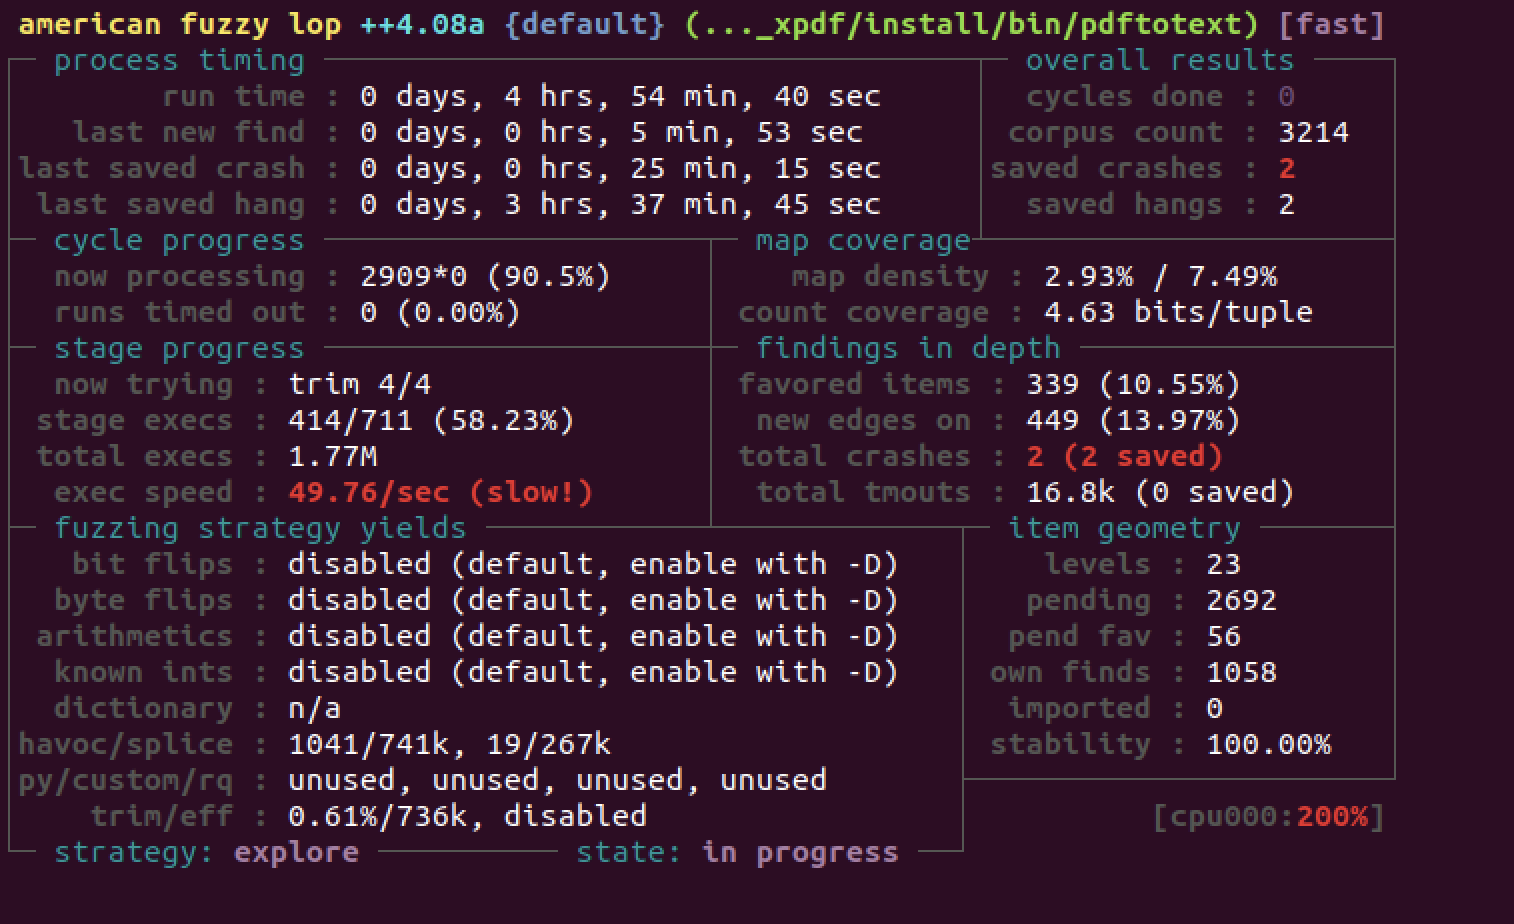 american fuzzy lop ++4.08a {default} (..._xpdf/install/bin/pdftotext) [fast]
process timing overall results
run time : 0 days, 4 hrs, 54 min, 40 sec cycles done : 0
last new find : 0 days, 0 hrs, 5 min, 53 sec corpus count : 3214
last saved crash : 0 days, 0 hrs, 25 min, 15 sec saved crashes : 2
last saved hang : 0 days, 3 hrs, 37 min, 45 sec saved hangs : 2
cycle progress map coverage
now processing : 2909*0 (90.5%) map density : 2.93% / 7.49%
runs timed out : 0 (0.00%) count coverage : 4.63 bits/tuple
stage progress findings in depth
now trying : trim 4/4 favored items : 339 (10.55%)
stage execs : 414/711 (58.23%) new edges on : 449 (13.97%)
total execs : 1.77M total crashes : 2 (2 saved)
exec speed : 49.76/sec (slow!) total tmouts : 16.8k (0 saved)
fuzzing strategy yields item geometry
bit flips : disabled (default, enable with -D) levels : 23
byte flips : disabled (default, enable with -D) pending : 2692
arithmetics : disabled (default, enable with -D) pend fav : 56
known ints : disabled (default, enable with -D) own finds : 1058
dictionary : n/a imported : 0
havoc/splice : 1041/741k, 19/267k stability : 100.00%
py/custom/rq : unused, unused, unused, unused
trim/eff : 0.61%/736k, disabled [cpu000:200%]
strategy: explore state: in progress